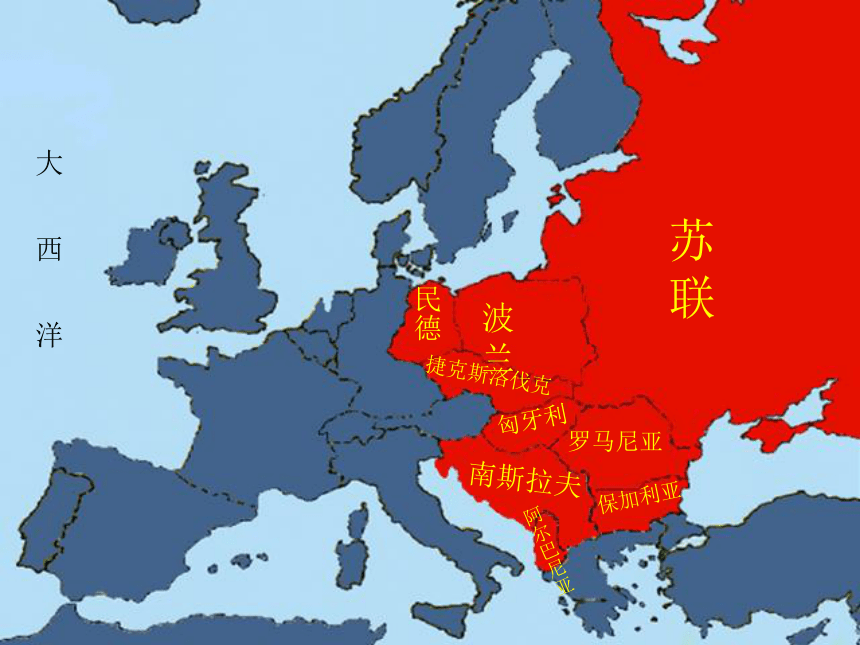 大西洋
苏联
民德
波兰
捷克斯洛伐克
匈牙利
罗马尼亚
南斯拉夫
保加利亚
阿尔巴尼亚